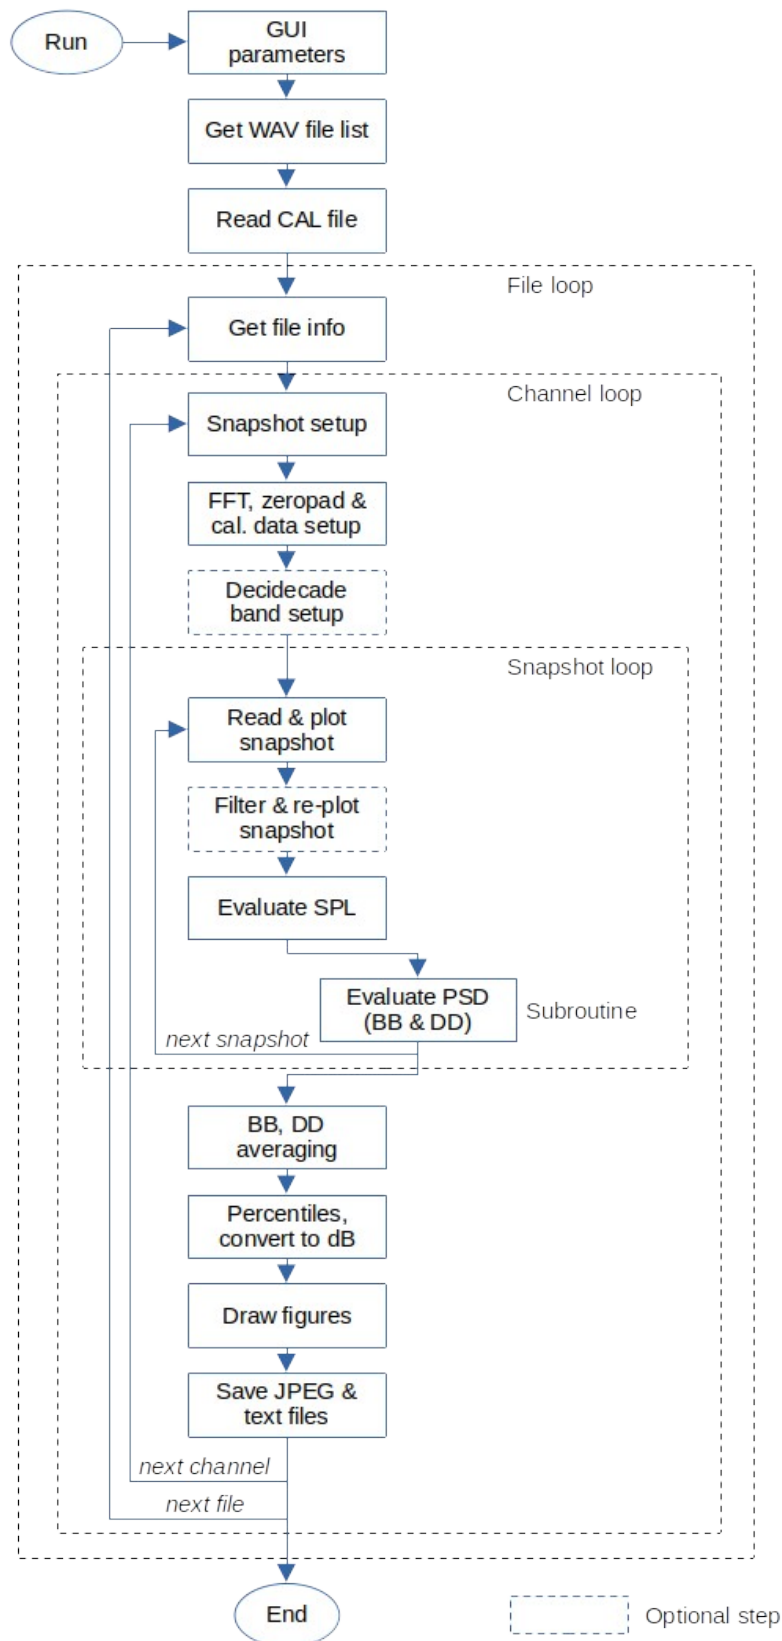 Run
GUI
parameters
Get WAV file list
Read CAL file
File loop
Get file info
Channel loop
Snapshot setup
FFT, zeropad &
cal. data setup
Decidecade
band setup
Snapshot loop
Read & plot
snapshot
Filter & re-plot
snapshot
Evaluate SPL
Evaluate PSD
(BB & DD)
Subroutine
next snapshot
BB, DD
averaging
Percentiles,
convert to dB
Draw figures
Save JPEG &
text files
next channel
next file
End
Optional step